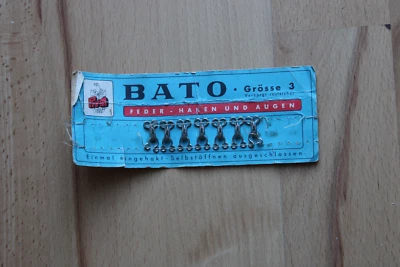 BATO · Grösse 3
FEDER - HAKEN UND AUGEN
Einmal eingehakt - Selbstöffnen ausgeschlossen